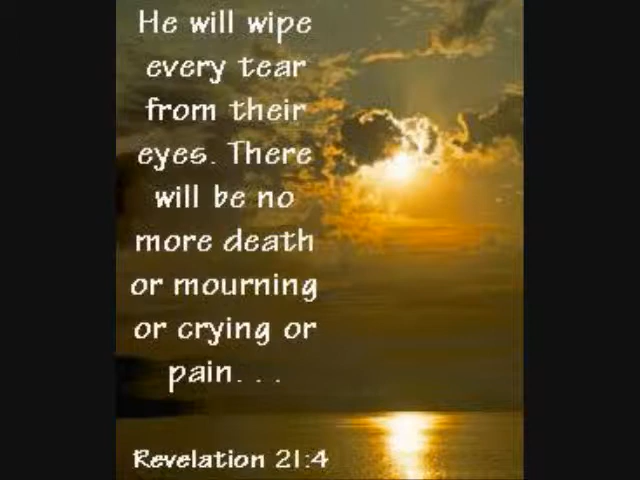 He will wipe
every tear
from their
eyes. There
will be no
more death
or mourning
or crying or
pain. . .
Revelation 21:4